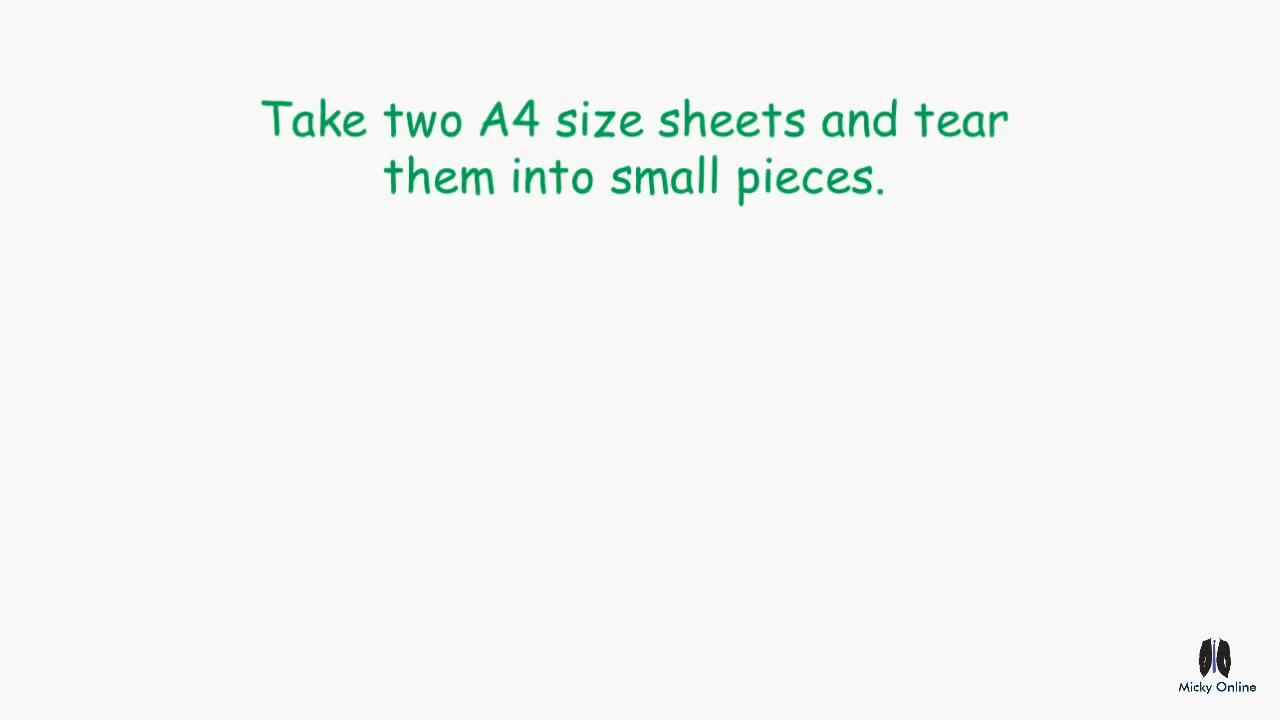 Take two A4 size sheets and tear
them into small pieces.
Micky Online